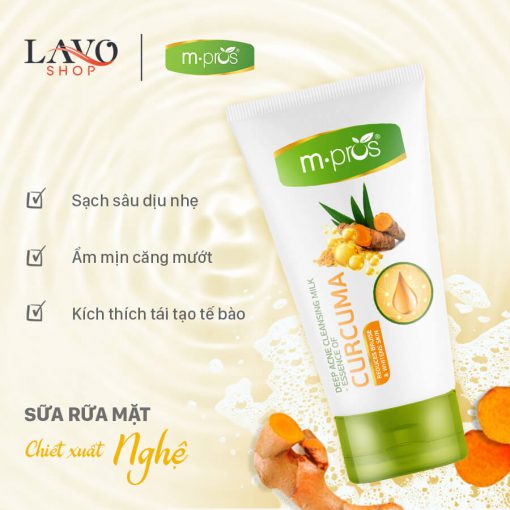 LAVO
SHOP
m·pros®
m·pros®
Sạch sâu dịu nhẹ
Ẩm mịn căng mướt
Kích thích tái tạo tế bào
DEEP ACNE CLEANSING MILK
- ESSENCE OF -
CURCUMA
REDUCES BRUISE
& WHITENS SKIN
SỮA RỬA MẶT
Chiết xuất Nghệ